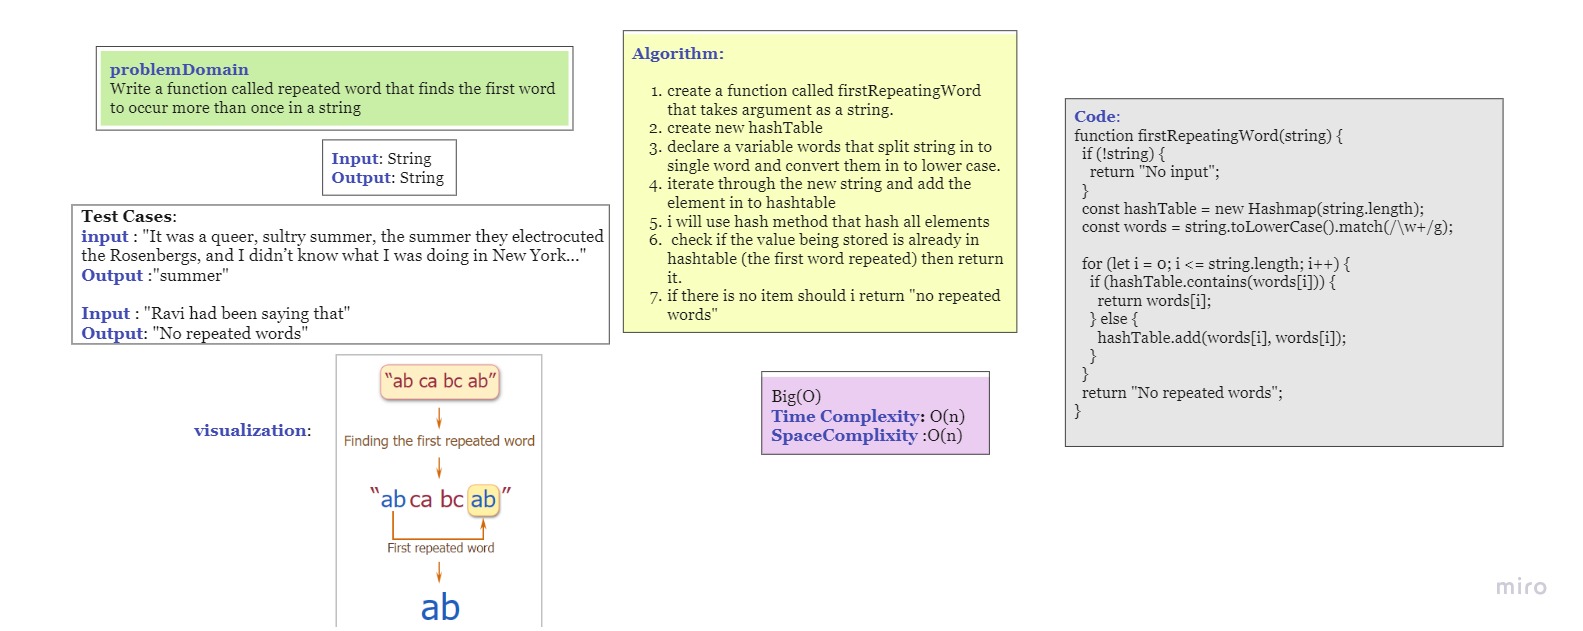 problemDomain
Write a function called repeated word that finds the first word
to occur more than once in a string
Input: String
Output: String
Test Cases:
input : "It was a queer, sultry summer, the summer they electrocuted
the Rosenbergs, and I didn’t know what I was doing in New York..."
Output :"summer"
Input : "Ravi had been saying that"
Output: "No repeated words"
visualization:
“ab ca bc ab”
Finding the first repeated word
“ab ca bc ab”
First repeated word
ab
Algorithm:
1. create a function called firstRepeatingWord
that takes argument as a string.
2. create new hashTable
3. declare a variable words that split string in to
single word and convert them in to lower case.
4. iterate through the new string and add the
element in to hashtable
5. i will use hash method that hash all elements
6. check if the value being stored is already in
hashtable (the first word repeated) then return
it.
7. if there is no item should i return "no repeated
words"
Big(O)
Time Complexity: O(n)
SpaceComplixity :O(n)
Code:
function firstRepeatingWord(string) {
if (!string) {
return "No input";
}
const hashTable = new Hashmap(string.length);
const words = string.toLowerCase().match(/\w+/g);
for (let i = 0; i <= string.length; i++) {
if (hashTable.contains(words[i])) {
return words[i];
} else {
hashTable.add(words[i], words[i]);
}
}
return "No repeated words";
}
miro